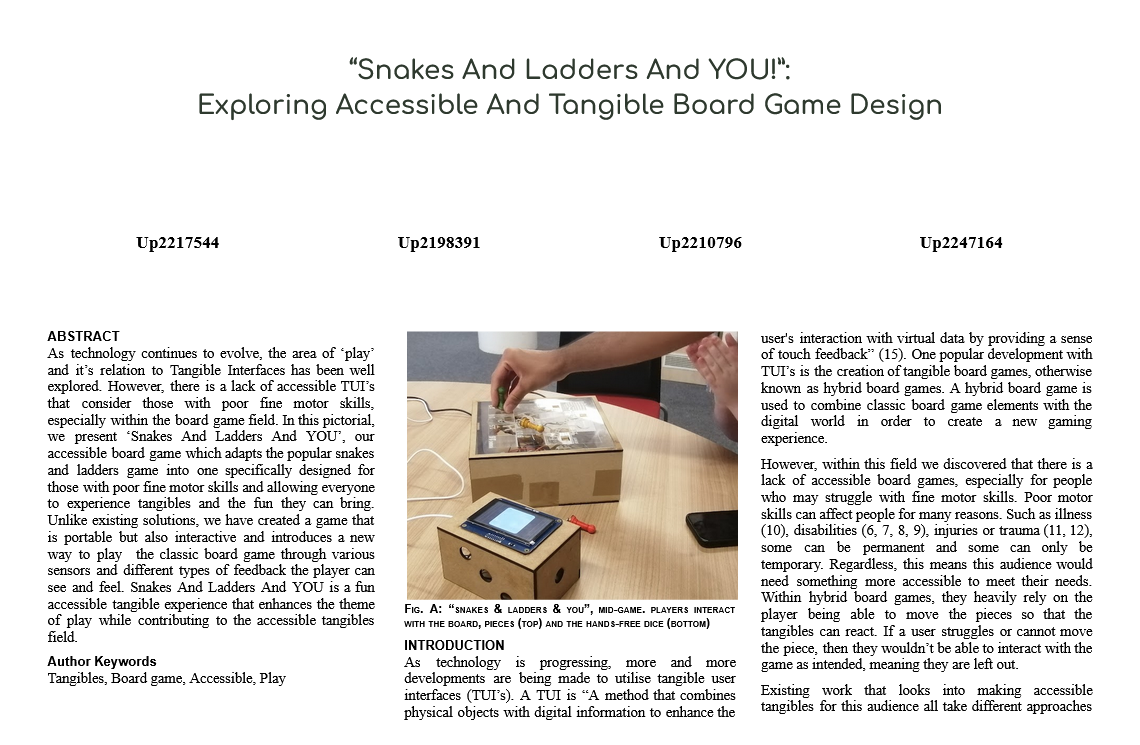 “Snakes And Ladders And YOU!”:
Exploring Accessible And Tangible Board Game Design
Up2217544
Up2198391
Up2210796
Up2247164
ABSTRACT
As technology continues to evolve, the area of ‘play’
and it’s relation to Tangible Interfaces has been well
explored. However, there is a lack of accessible TUI’s
that consider those with poor fine motor skills,
especially within the board game field. In this pictorial,
we present ‘Snakes And Ladders And YOU’, our
accessible board game which adapts the popular snakes
and ladders game into one specifically designed for
those with poor fine motor skills and allowing everyone
to experience tangibles and the fun they can bring.
Unlike existing solutions, we have created a game that
is portable but also interactive and introduces a new
way to play the classic board game through various
sensors and different types of feedback the player can
see and feel. Snakes And Ladders And YOU is a fun
accessible tangible experience that enhances the theme
of play while contributing to the accessible tangibles
field.
Author Keywords
Tangibles, Board game, Accessible, Play
FIG. A: “SNAKES & LADDERS & YOU”, MID-GAME. PLAYERS INTERACT
WITH THE BOARD, PIECES (TOP) AND THE HANDS-FREE DICE (BOTTOM)
INTRODUCTION
As technology is progressing, more and more
developments are being made to utilise tangible user
interfaces (TUI’s). A TUI is “A method that combines
physical objects with digital information to enhance the
user's interaction with virtual data by providing a sense
of touch feedback” (15). One popular development with
TUI’s is the creation of tangible board games, otherwise
known as hybrid board games. A hybrid board game is
used to combine classic board game elements with the
digital world in order to create a new gaming
experience.
However, within this field we discovered that there is a
lack of accessible board games, especially for people
who may struggle with fine motor skills. Poor motor
skills can affect people for many reasons. Such as illness
(10), disabilities (6, 7, 8, 9), injuries or trauma (11, 12),
some can be permanent and some can only be
temporary. Regardless, this means this audience would
need something more accessible to meet their needs.
Within hybrid board games, they heavily rely on the
player being able to move the pieces so that the
tangibles can react. If a user struggles or cannot move
the piece, then they wouldn’t be able to interact with the
game as intended, meaning they are left out.
Existing work that looks into making accessible
tangibles for this audience all take different approaches